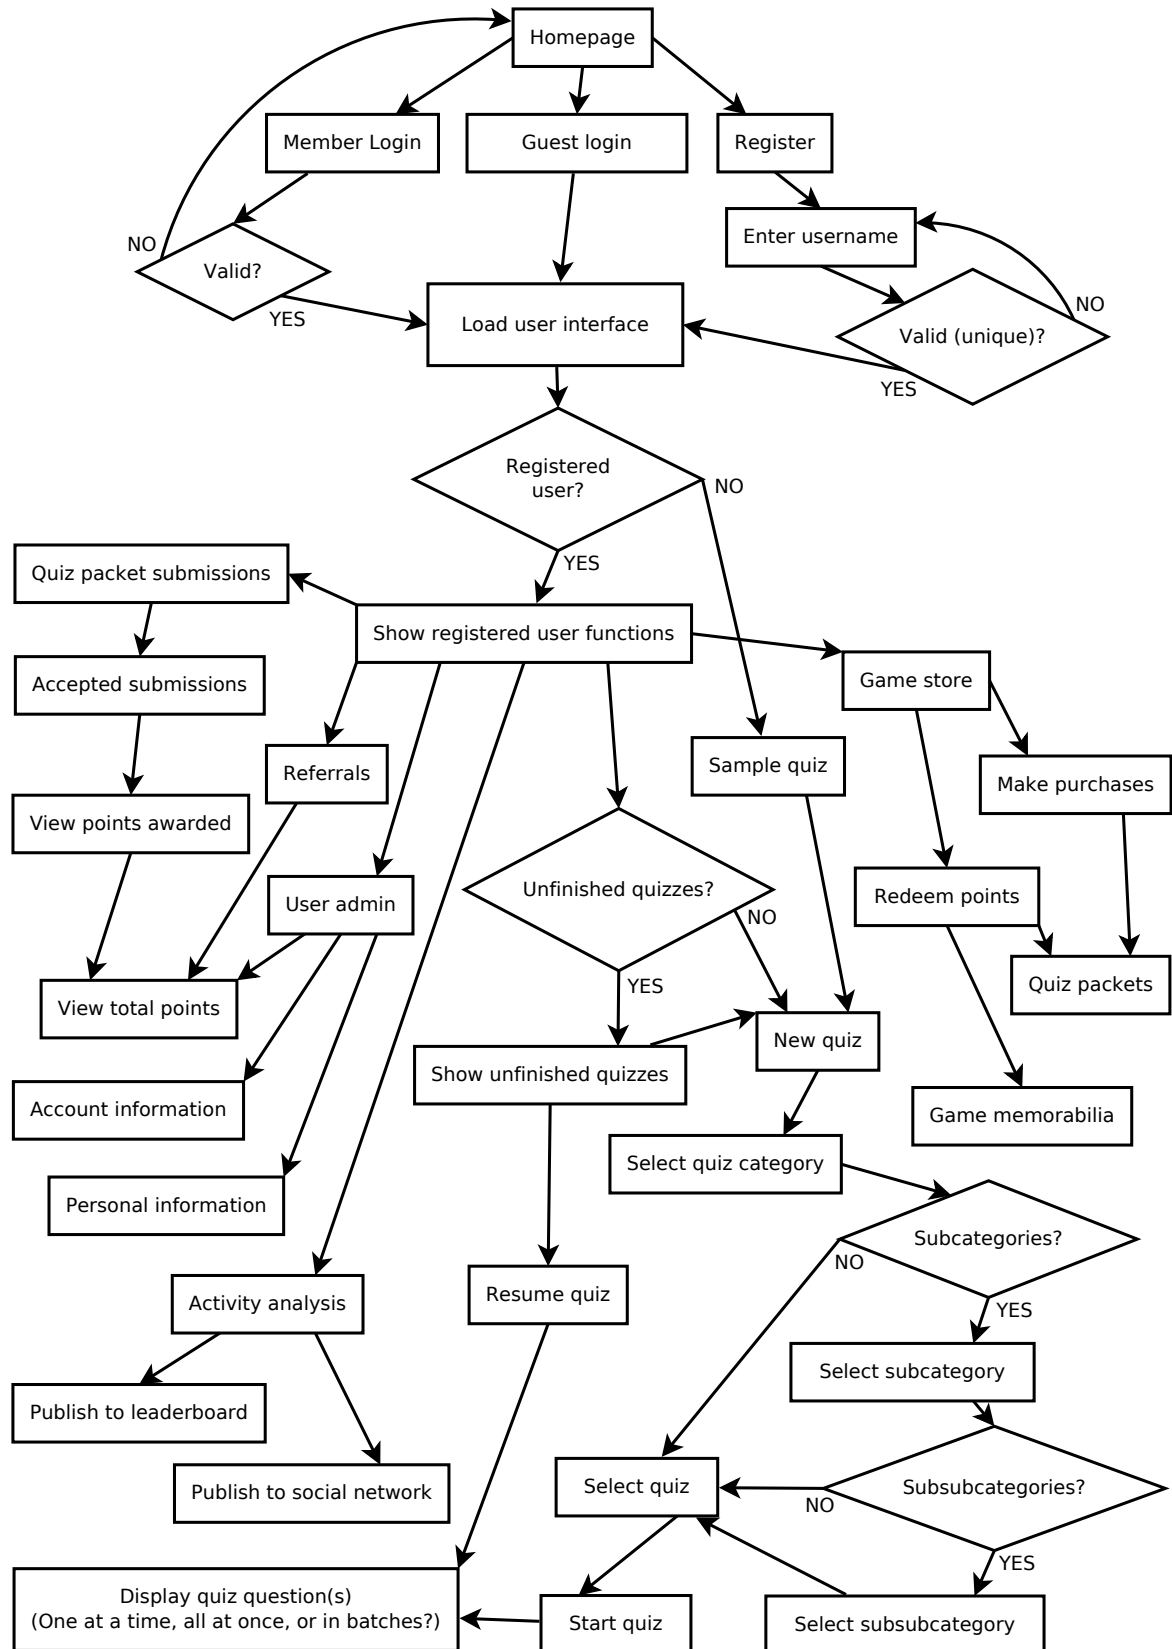 Homepage
Member Login
Guest login
Register
Enter username
NO
Valid?
YES
Load user interface
NO
Valid (unique)?
YES
Registered
user?
NO
YES
Quiz packet submissions
Show registered user functions
Accepted submissions
Game store
Referrals
Sample quiz
Make purchases
View points awarded
User admin
Unfinished quizzes?
NO
Redeem points
YES
View total points
Quiz packets
New quiz
Show unfinished quizzes
Account information
Game memorabilia
Select quiz category
Personal information
Subcategories?
NO
YES
Activity analysis
Resume quiz
Select subcategory
Publish to leaderboard
Publish to social network
Select quiz
Subsubcategories?
NO
YES
Display quiz question(s)
(One at a time, all at once, or in batches?)
Start quiz
Select subsubcategory